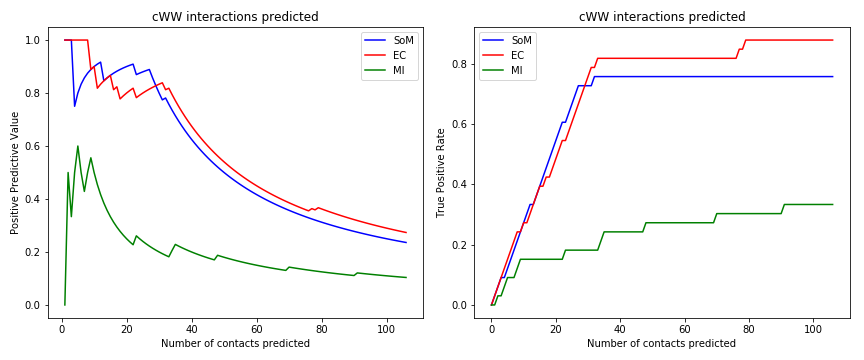 cWW interactions predicted
Positive Predictive Value
1.0
0.8
0.6
0.4
0.2
0.0
SoM
EC
MI
0
20
40
60
80
100
Number of contacts predicted
cWW interactions predicted
True Positive Rate
0.8
0.6
0.4
0.2
0.0
SoM
EC
MI
0
20
40
60
80
100
Number of contacts predicted